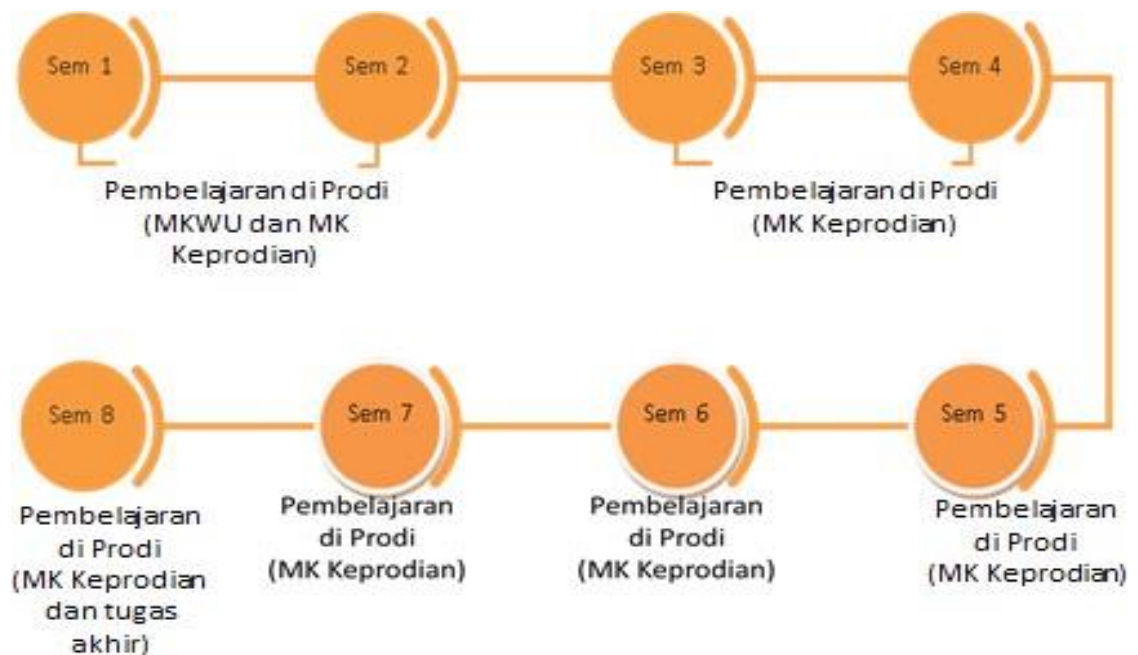 Sem 1
Sem 2
Sem 3
Sem 4
Pembelajaran di Prodi
(MKWU dan MK
Keprodian)
Pembelajaran di Prodi
(MK Keprodian)
Sem 8
Sem 7
Sem 6
Sem 5
Pembelajaran
di Prodi
(MK Keprodian
dan tugas
akhir)
Pembelajaran
di Prodi
(MK Keprodian)
Pembelajaran
di Prodi
(MK Keprodian)
Pembelajaran
di Prodi
(MK Keprodian)